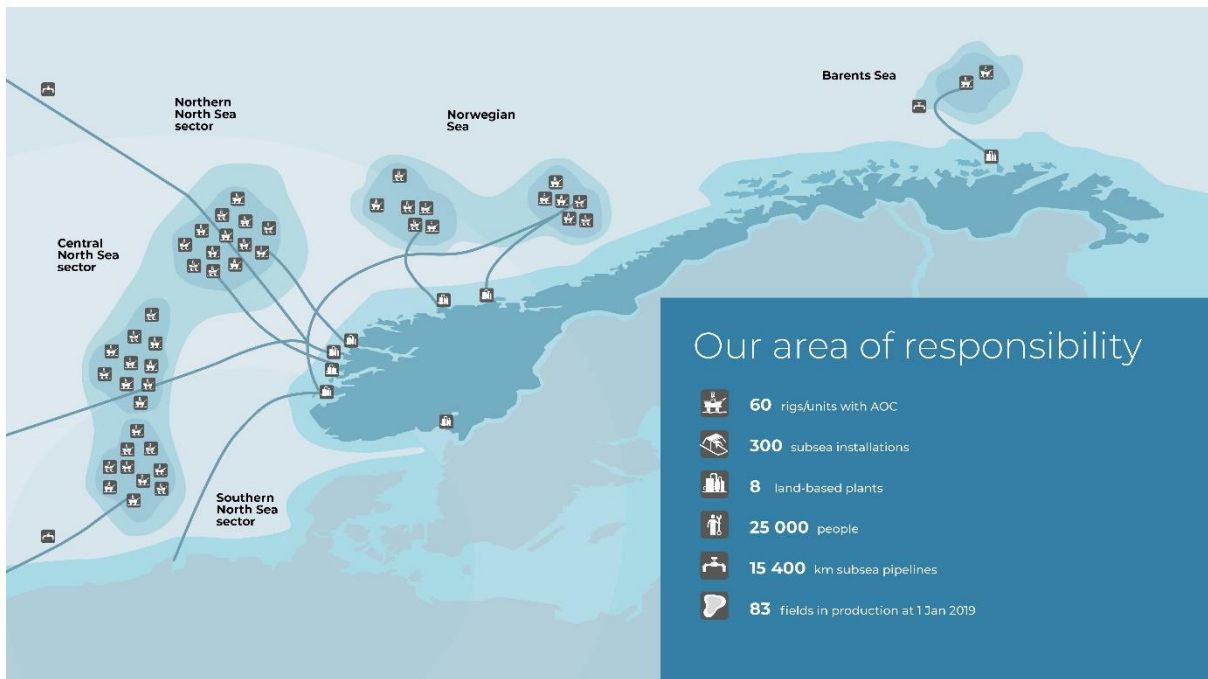 Barents Sea
Northern
North Sea
sector
Norwegian
Sea
Central
North Sea
sector
Southern
North Sea
sector
Our area of responsibility
60 rigs/units with AOC
300 subsea installations
8 land-based plants
25 000 people
15 400 km subsea pipelines
83 fields in production at 1 Jan 2019